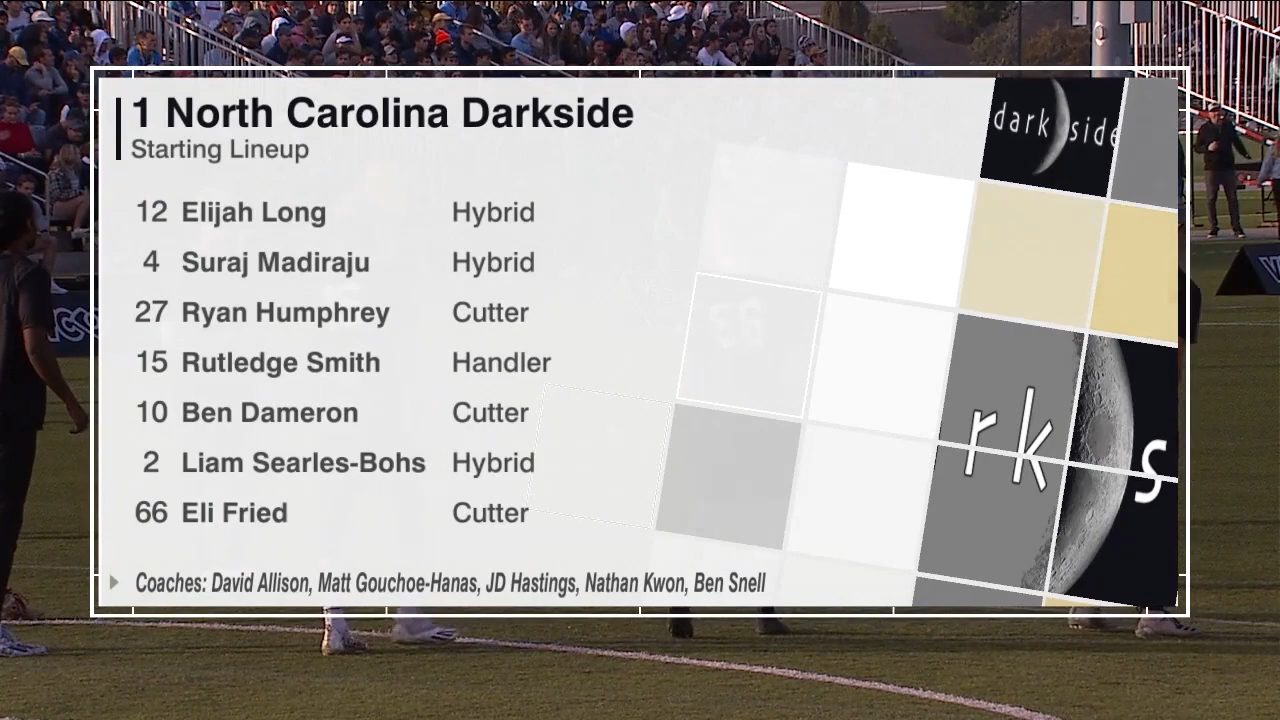 1 North Carolina Darkside
Starting Lineup
12 Elijah Long Hybrid
4 Suraj Madiraju Hybrid
27 Ryan Humphrey Cutter
15 Rutledge Smith Handler
10 Ben Dameron Cutter
2 Liam Searles-Bohs Hybrid
66 Eli Fried Cutter
Coaches: David Allison, Matt Gouchoe-Hanas, JD Hastings, Nathan Kwon, Ben Snell
dark side
rk s